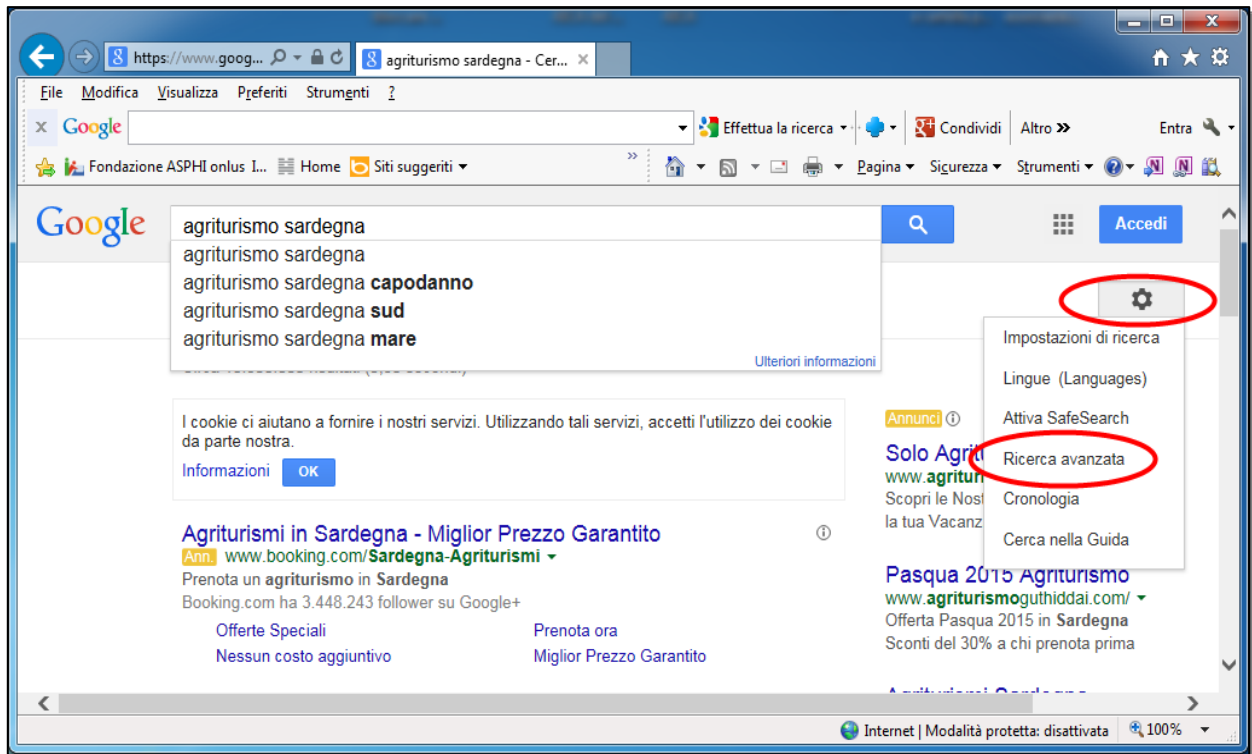 https://www.goog...
agriturismo sardegna - Cer...
File Modifica Visualizza Preferiti Strumenti ?
x Google Effettua la ricerca Condividi Altro >> Entra
Fondazione ASPHI onlus I... Home Siti suggeriti >> Pagina Sicurezza Strumenti
Google agriturismo sardegna Accedi
agriturismo sardegna
agriturismo sardegna capodanno
agriturismo sardegna sud
agriturismo sardegna mare
Ulteriori informazioni
Impostazioni di ricerca
Lingue (Languages)
Attiva SafeSearch
Ricerca avanzata
Cronologia
Cerca nella Guida
I cookie ci aiutano a fornire i nostri servizi. Utilizzando tali servizi, accetti l'utilizzo dei cookie
da parte nostra.
Informazioni OK
Agriturismi in Sardegna - Miglior Prezzo Garantito
Ann. www.booking.com/Sardegna-Agriturismi
Prenota un agriturismo in Sardegna
Booking.com ha 3.448.243 follower su Google+
Offerte Speciali Prenota ora
Nessun costo aggiuntivo Miglior Prezzo Garantito
Annunci
Solo Agrit
www.agritur
Scopri le Nos
la tua Vacanz
Pasqua 2015 Agriturismo
www.agriturismoguthiddai.com/
Offerta Pasqua 2015 in Sardegna
Sconti del 30% a chi prenota prima
Internet | Modalità protetta: disattivata 100%